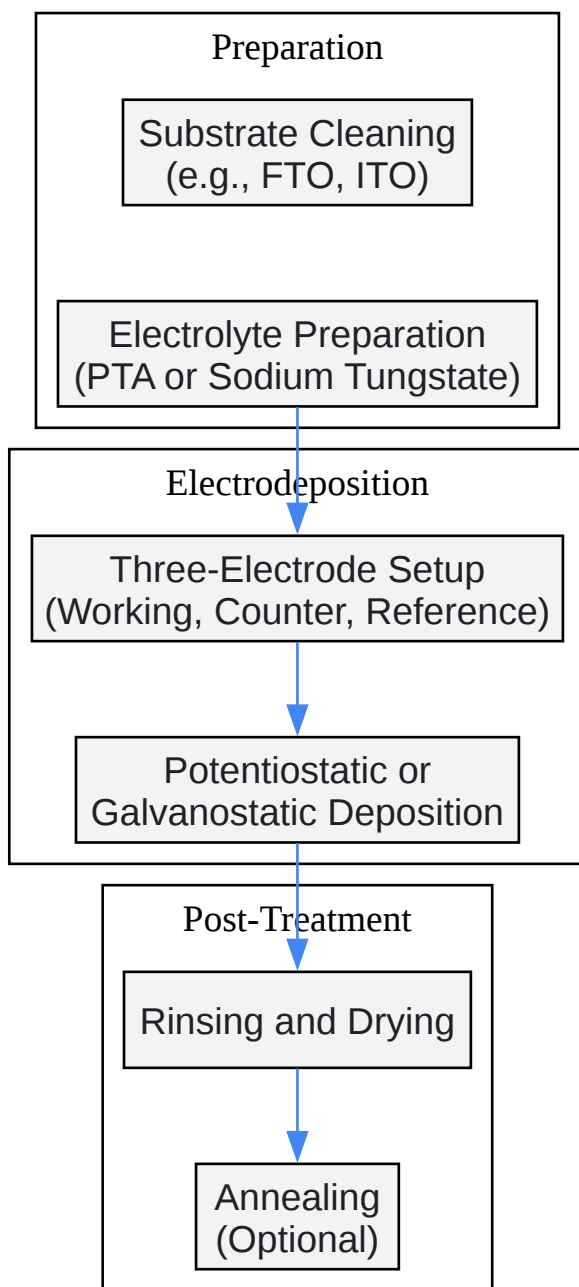 Preparation
Substrate Cleaning
(e.g., FTO, ITO)
Electrolyte Preparation
(PTA or Sodium Tungstate)
Electrodeposition
Three-Electrode Setup
(Working, Counter, Reference)
Potentiostatic or
Galvanostatic Deposition
Post-Treatment
Rinsing and Drying
Annealing
(Optional)